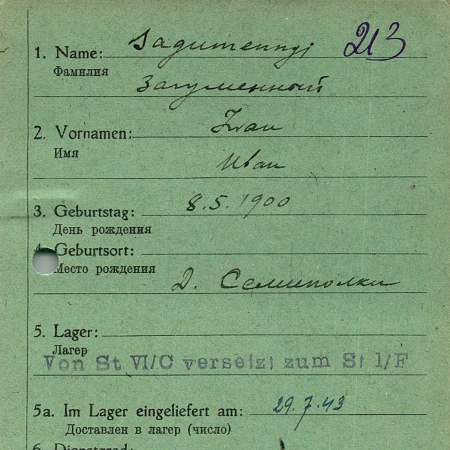 1. Name: Sagumennyj 213
Фамилия
Загуменный
2. Vornamen: Iwan
Имя
Иван
3. Geburtstag: 8.5.1900
День рождения
4. Geburtsort:
Место рождения
Д. Семиполки
5. Lager:
Лагер
Von St VI/C versetzt zum St I/F
5a. Im Lager eingeliefert am: 29.7.43
Доставлен в лагер (число)
6. Dienstgrad: